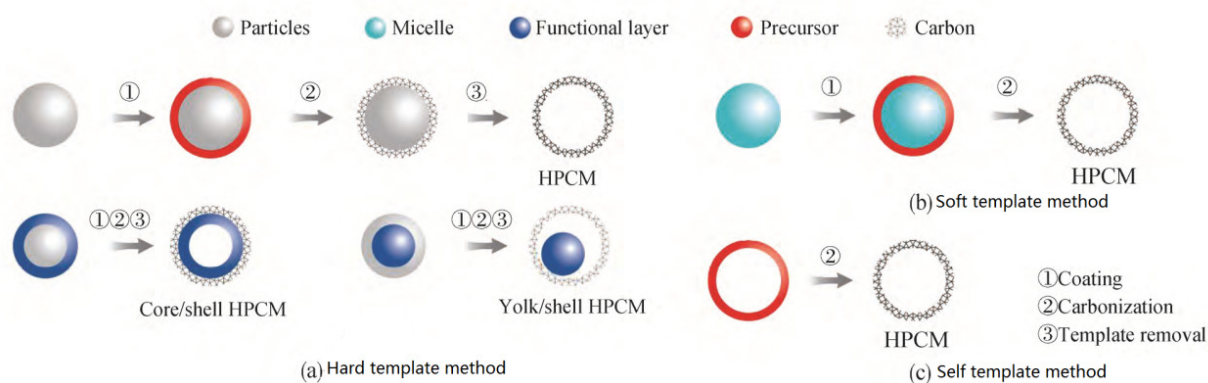 Particles Micelle Functional layer Precursor Carbon
① ② ③
HPCM
①②③ ①②③
Core/shell HPCM Yolk/shell HPCM
(a) Hard template method
① ②
HPCM
(b) Soft template method
②
HPCM
①Coating
②Carbonization
③Template removal
(c) Self template method